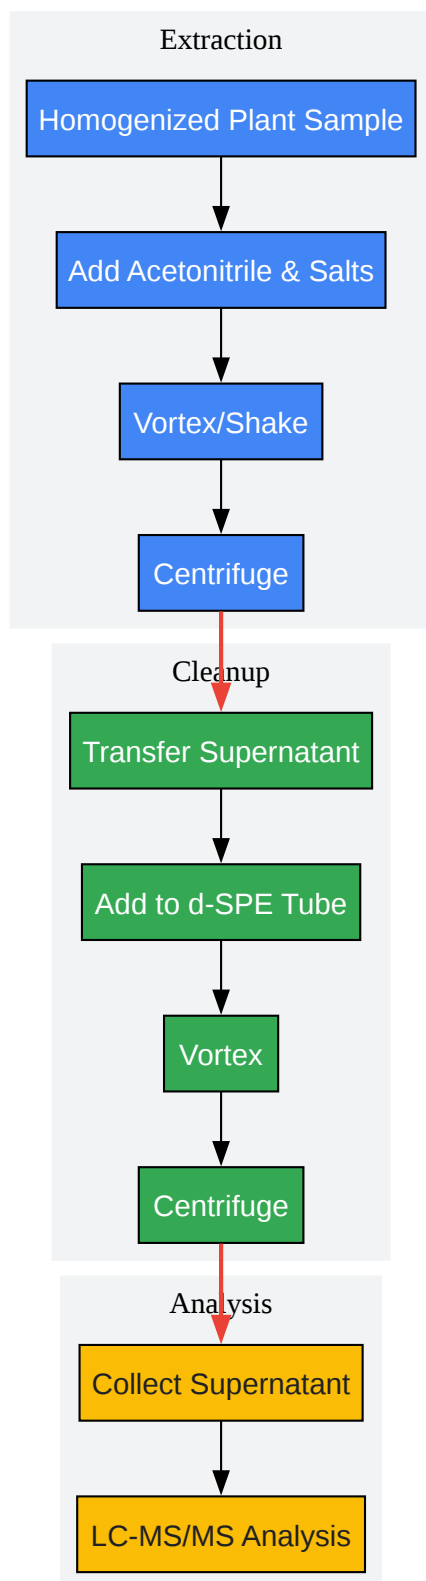 Extraction
Homogenized Plant Sample
Add Acetonitrile & Salts
Vortex/Shake
Centrifuge
Cleanup
Transfer Supernatant
Add to d-SPE Tube
Vortex
Centrifuge
Analysis
Collect Supernatant
LC-MS/MS Analysis